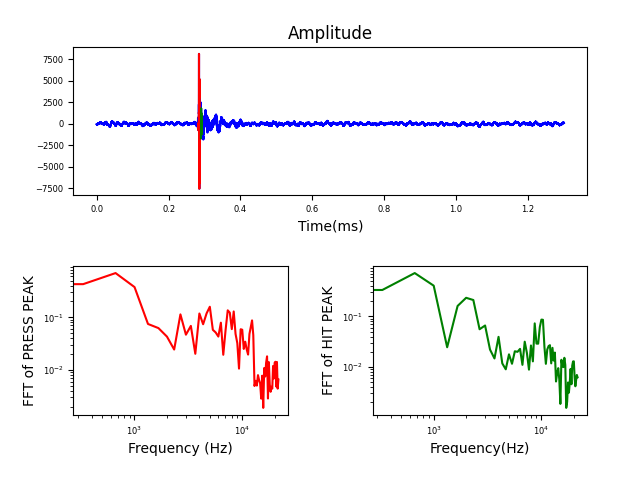 Amplitude
7500
5000
2500
0
−2500
−5000
−7500
0.0 0.2 0.4 0.6 0.8 1.0 1.2
Time(ms)
FFT of PRESS PEAK
10⁻¹
10⁻²
10³ 10⁴
Frequency (Hz)
FFT of HIT PEAK
10⁻¹
10⁻²
10³ 10⁴
Frequency(Hz)